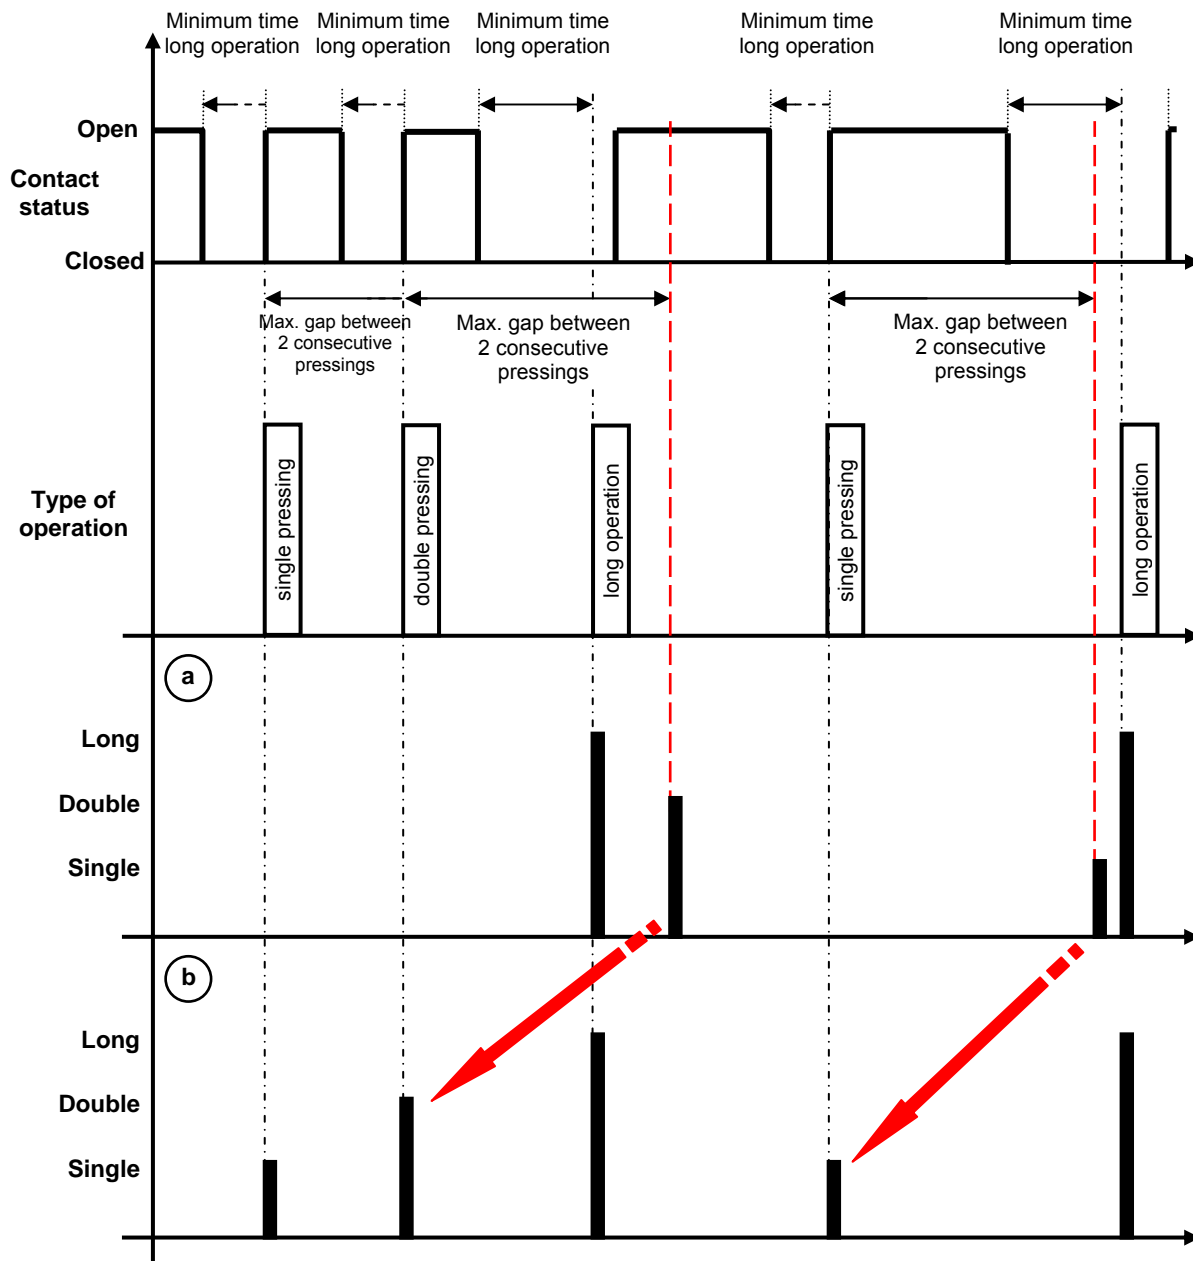 Minimum time
long operation
Minimum time
long operation
Minimum time
long operation
Minimum time
long operation
Minimum time
long operation
Open
Contact
status
Closed
Max. gap between
2 consecutive
pressings
Max. gap between
2 consecutive
pressings
Max. gap between
2 consecutive
pressings
Type of
operation
single pressing
double pressing
long operation
single pressing
long operation
a
Long
Double
Single
b
Long
Double
Single